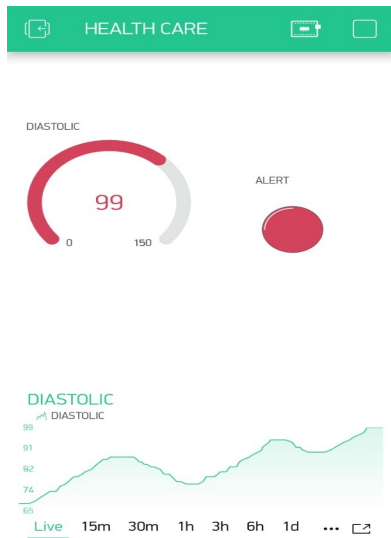 HEALTH CARE
DIASTOLIC
99
0 150
ALERT
DIASTOLIC
DIASTOLIC
99
91
82
74
65
Live 15m 30m 1h 3h 6h 1d ...